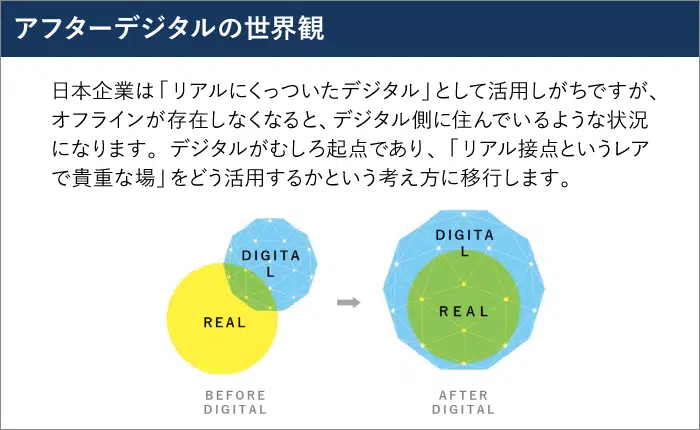 アフターデジタルの世界観
日本企業は「リアルにくっついたデジタル」として活用しがちですが、
オフラインが存在しなくなると、デジタル側に住んでいるような状況
になります。デジタルがむしろ起点であり、「リアル接点というレア
で貴重な場」をどう活用するかという考え方に移行します。
DIGITA
L
REAL
BEFORE
DIGITAL
DIGITA
L
REAL
AFTER
DIGITAL